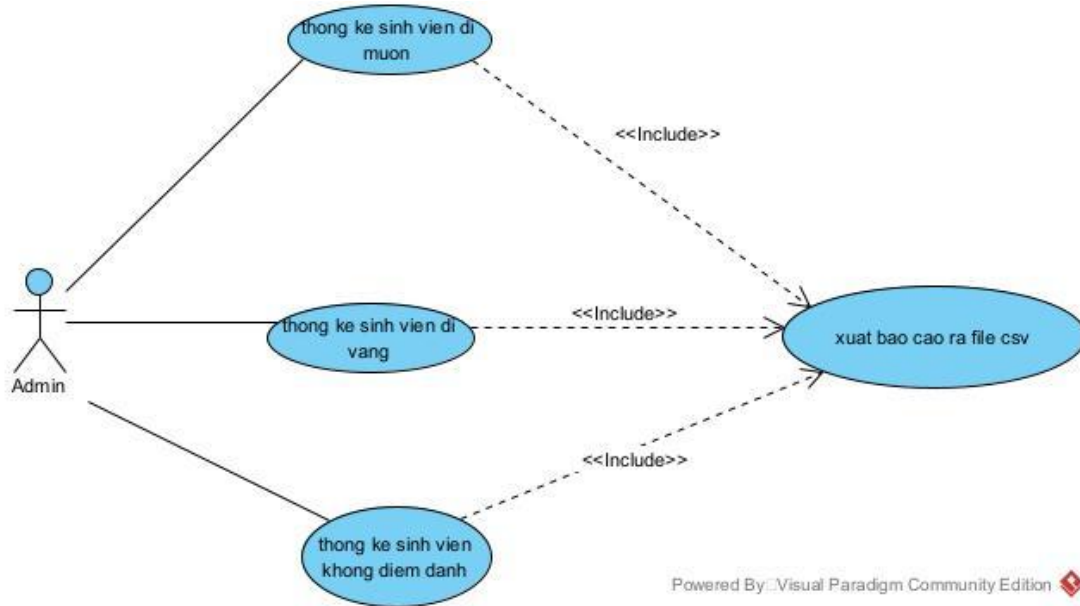 thong ke sinh vien di
muon
<<Include>>
thong ke sinh vien di
vang
<<Include>>
xuat bao cao ra file csv
Admin
<<Include>>
thong ke sinh vien
khong diem danh
Powered By Visual Paradigm Community Edition